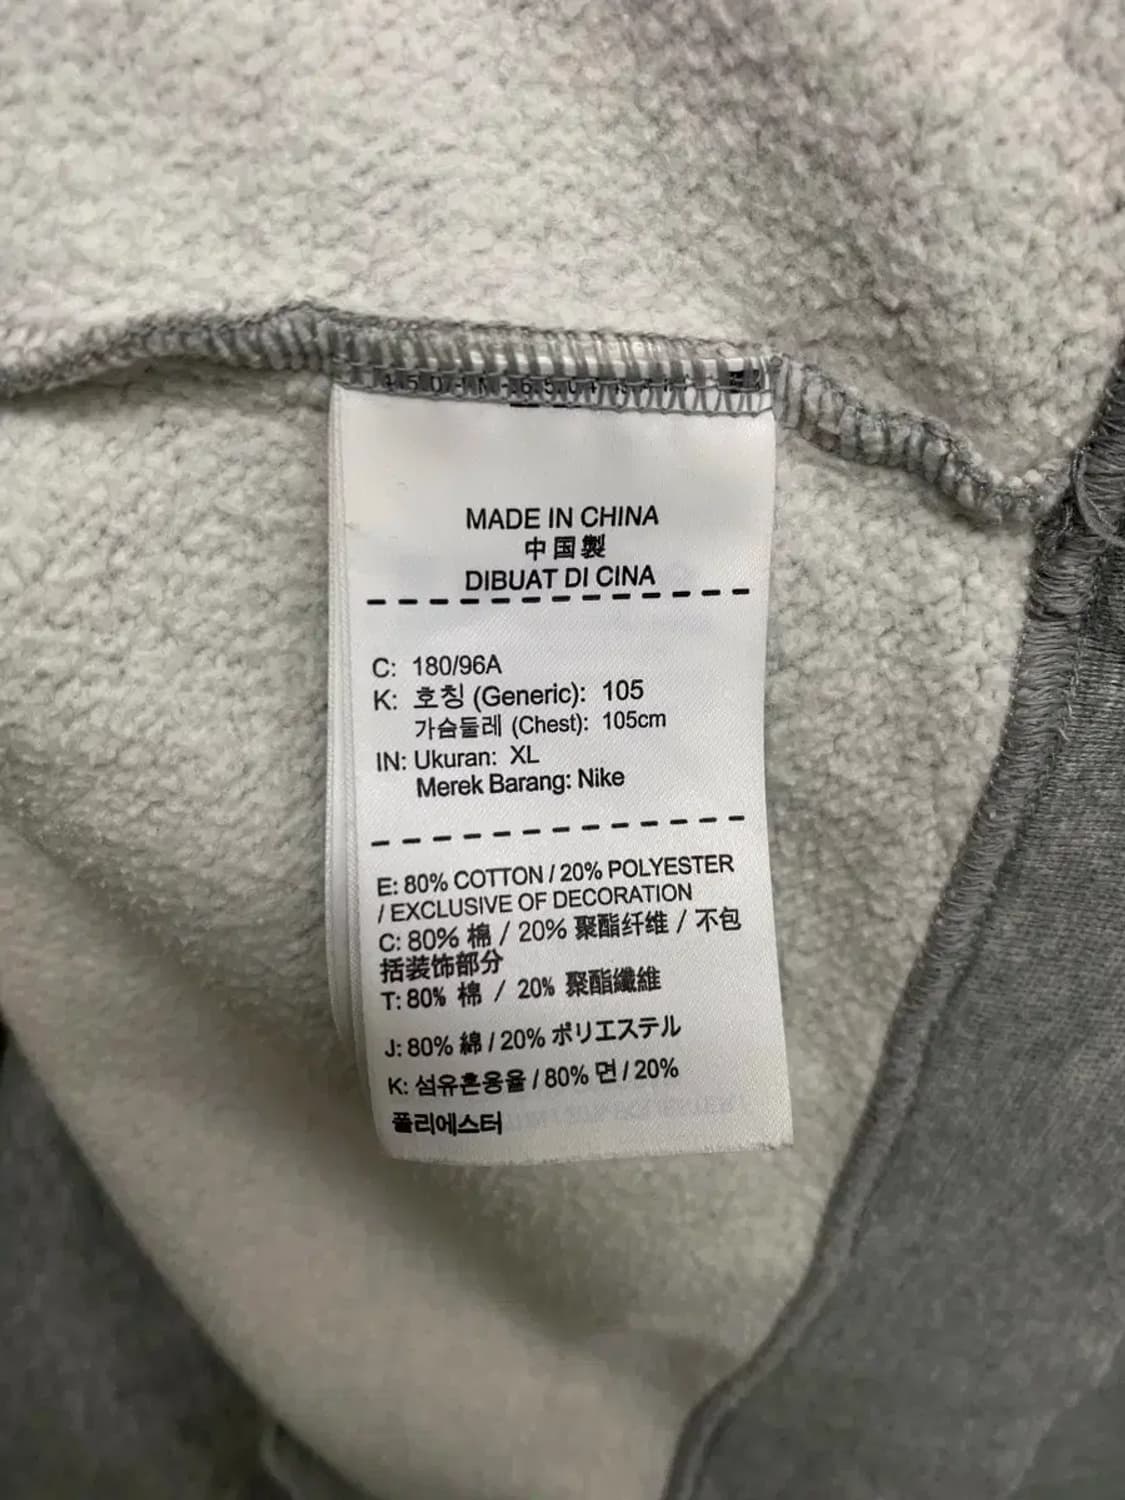 MADE IN CHINA
中国製
DIBUAT DI CINA
C: 180/96A
K: 호칭 (Generic): 105
가슴둘레 (Chest): 105cm
IN: Ukuran: XL
Merek Barang: Nike
E: 80% COTTON / 20% POLYESTER
/ EXCLUSIVE OF DECORATION
C: 80% 棉 / 20% 聚酯纤维 / 不包
括装饰部分
T: 80% 棉 / 20% 聚酯纖維
J: 80% 綿 / 20% ポリエステル
K: 섬유혼용율 / 80% 면 / 20%
폴리에스터